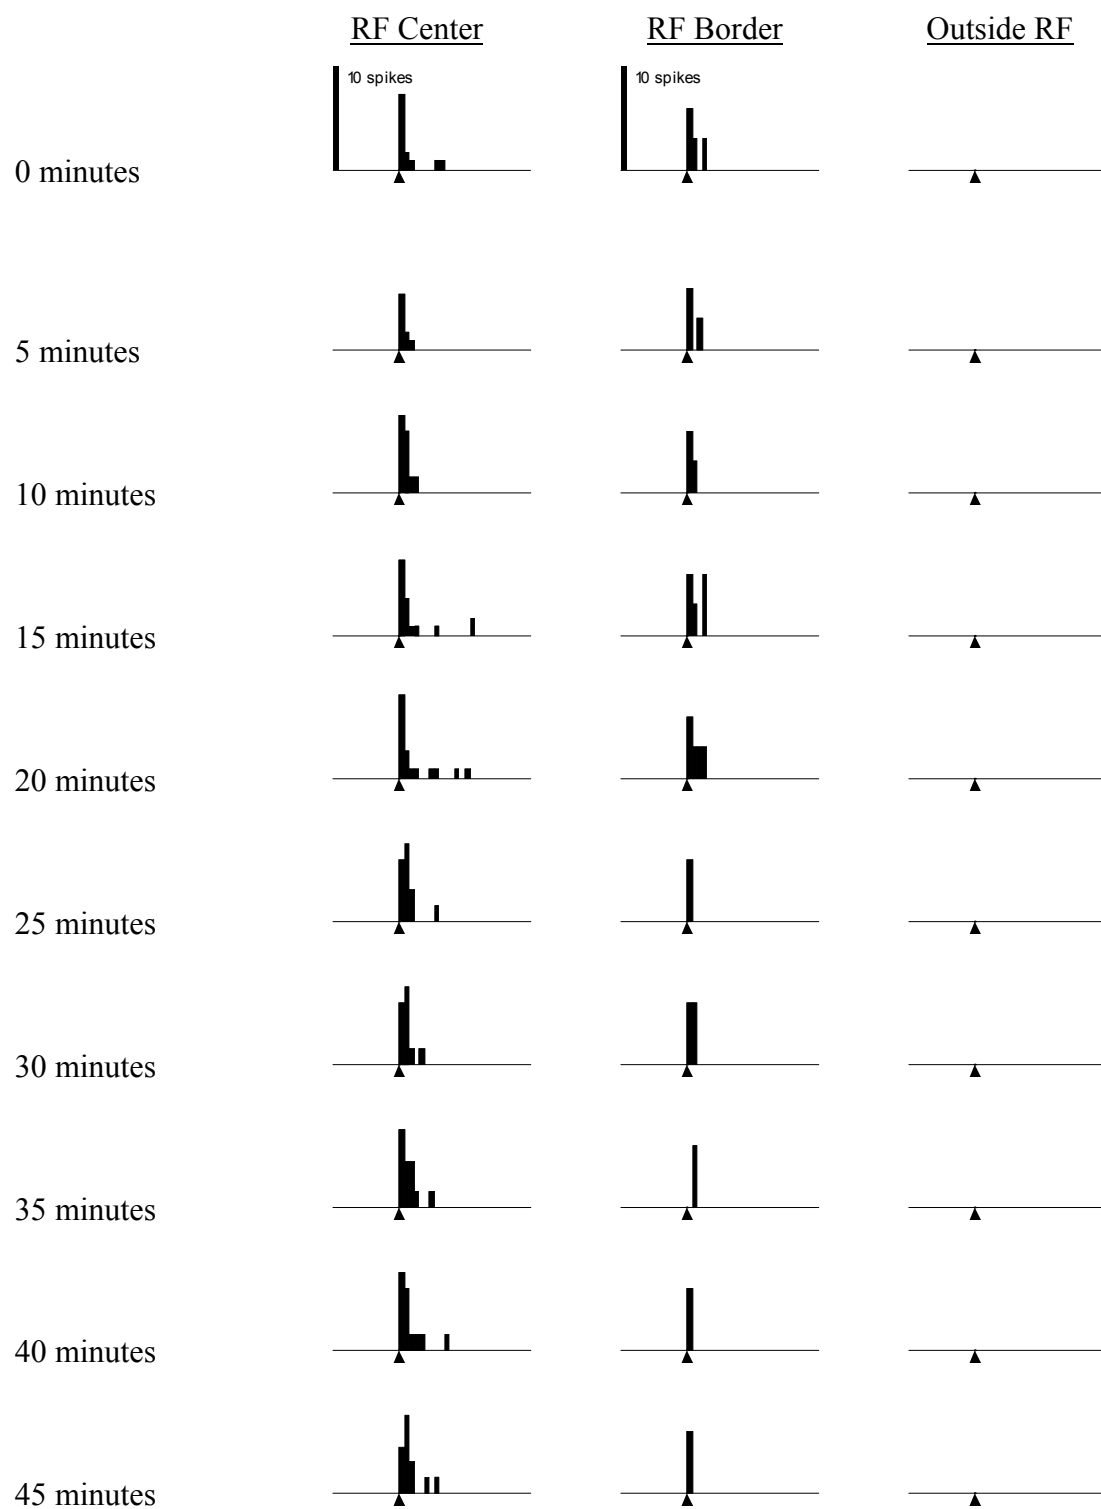 RF Center RF Border Outside RF
10 spikes 10 spikes
0 minutes
5 minutes
10 minutes
15 minutes
20 minutes
25 minutes
30 minutes
35 minutes
40 minutes
45 minutes